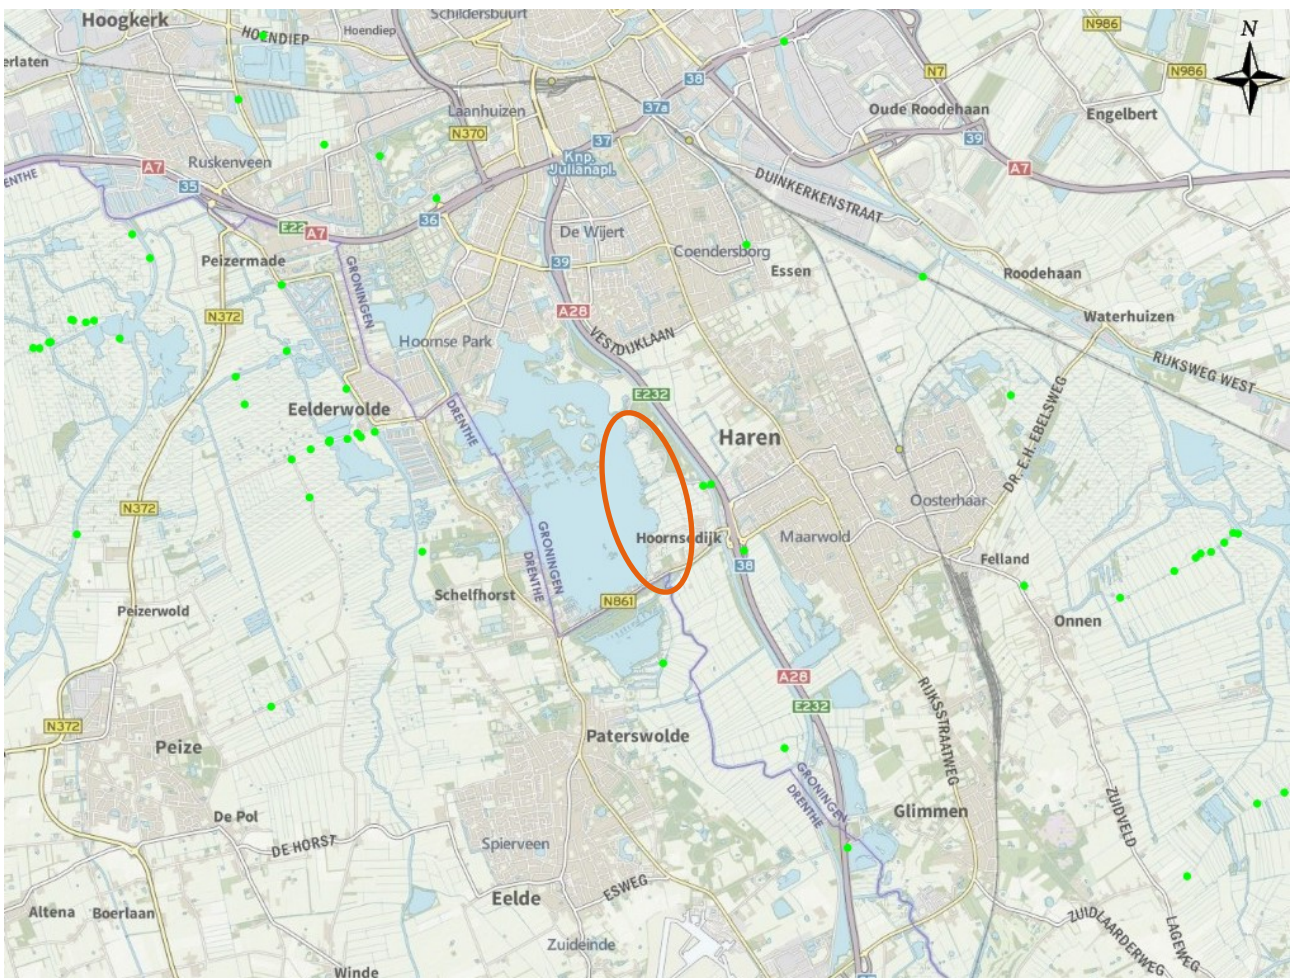 Schildersbuurt
Hoogkerk
HOENDIEP
Hoendiep
erlaten
N986
N
N7
N986
38
37a
Laanhuizen
Oude Roodehaan
Engelbert
N370
37
39
Knp.
Julianapl.
Ruskenveen
A7
A7
ENTHE
35
DUINKERKENSTRAAT
36
E22
A7
De Wijert
Coendersborg
Peizermade
39
Essen
Roodehaan
GRONINGEN
A28
N372
VESTDIJKLAAN
Waterhuizen
Hoornse Park
RIJKSWEG WEST
E232
Eelderwolde
DRENTHE
DR. E.H. EBELSWEG
Haren
Oosterhaar
N372
Hoornsedijk
Maarwold
GRONINGEN
DRENTHE
38
Felland
Schelfhorst
N861
Peizerwold
Onnen
A28
RIJKSSTRAATWEG
E232
N372
Peize
Paterswolde
GRONINGEN
DRENTHE
ZUIDVELD
De Pol
Glimmen
DE HORST
Spierveen
ESWEG
Eelde
Altena
Boerlaan
ZUIDLAARDERWEG
LAGEWEG
Zuideinde
Winde